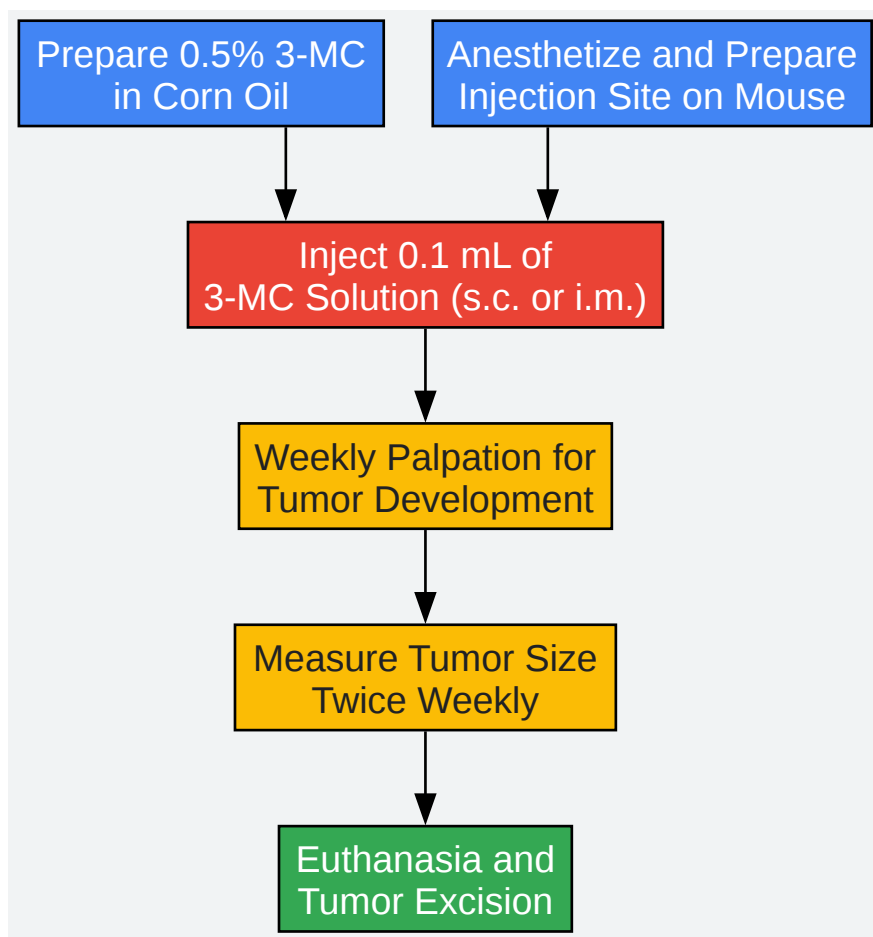 Prepare 0.5% 3-MC
in Corn Oil
Anesthetize and Prepare
Injection Site on Mouse
Inject 0.1 mL of
3-MC Solution (s.c. or i.m.)
Weekly Palpation for
Tumor Development
Measure Tumor Size
Twice Weekly
Euthanasia and
Tumor Excision